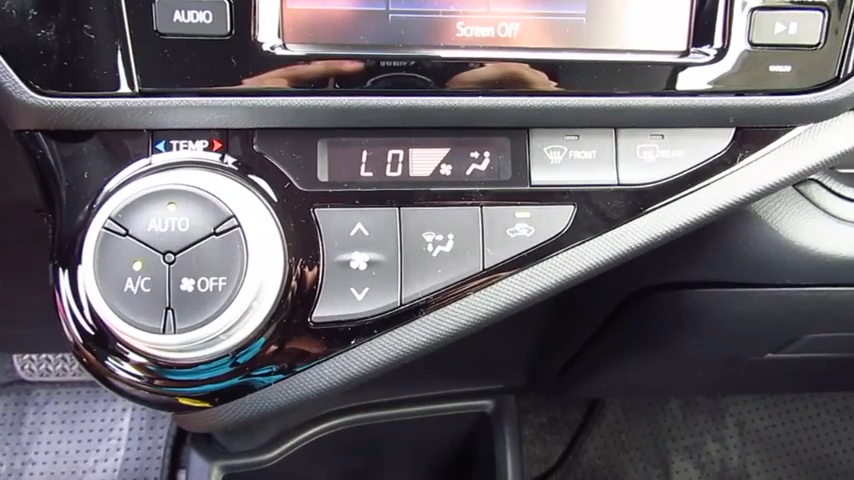 AUDIO
Screen Off
TEMP
LO
FRONT
REAR
AUTO
A/C
OFF